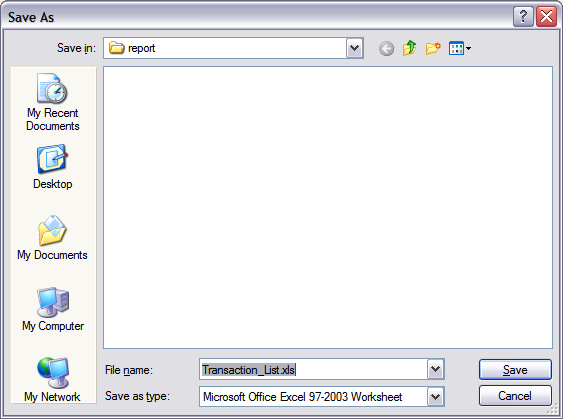 Save As
Save in:
report
My Recent
Documents
Desktop
My Documents
My Computer
My Network
File name:
Transaction_List.xls
Save
Save as type:
Microsoft Office Excel 97-2003 Worksheet
Cancel